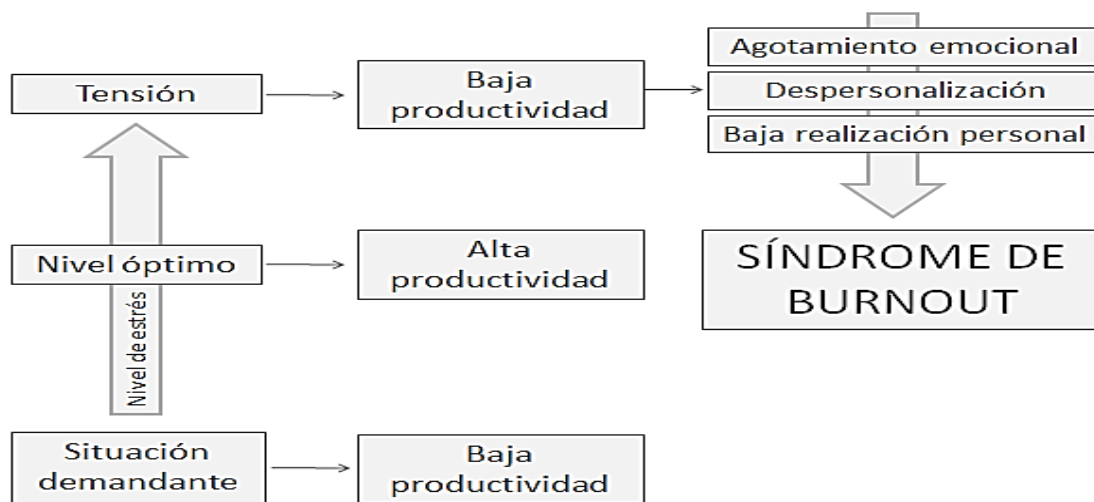 Tensión
Baja
productividad
Agotamiento emocional
Despersonalización
Baja realización personal
Nivel óptimo
Alta
productividad
SÍNDROME DE
BURNOUT
Nivel de estrés
Situación
demandante
Baja
productividad